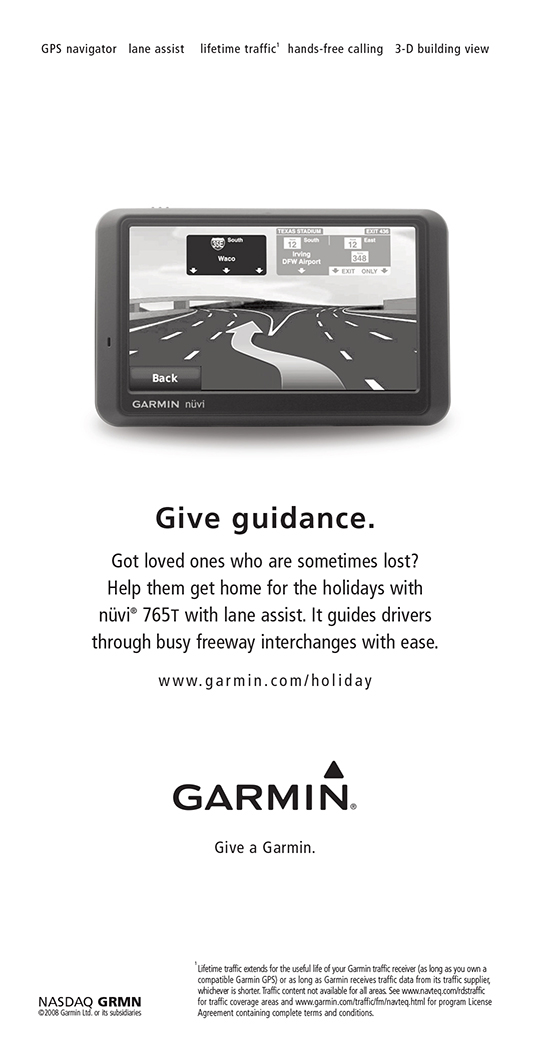 GPS navigator lane assist lifetime traffic¹ hands-free calling 3-D building view
TEXAS STADIUM EXIT 436
35E South
Waco
12 South
Irving
DFW Airport
12 East
348
EXIT ONLY
Back
GARMIN nüvi
Give guidance.
Got loved ones who are sometimes lost?
Help them get home for the holidays with
nüvi® 765T with lane assist. It guides drivers
through busy freeway interchanges with ease.
www.garmin.com/holiday
GARMIN®
Give a Garmin.
¹Lifetime traffic extends for the useful life of your Garmin traffic receiver (as long as you own a
compatible Garmin GPS) or as long as Garmin receives traffic data from its traffic supplier,
whichever is shorter. Traffic content not available for all areas. See www.navteq.com/rdstraffic
for traffic coverage areas and www.garmin.com/traffic/fm/navteq.html for program License
Agreement containing complete terms and conditions.
NASDAQ GRMN
©2008 Garmin Ltd. or its subsidiaries